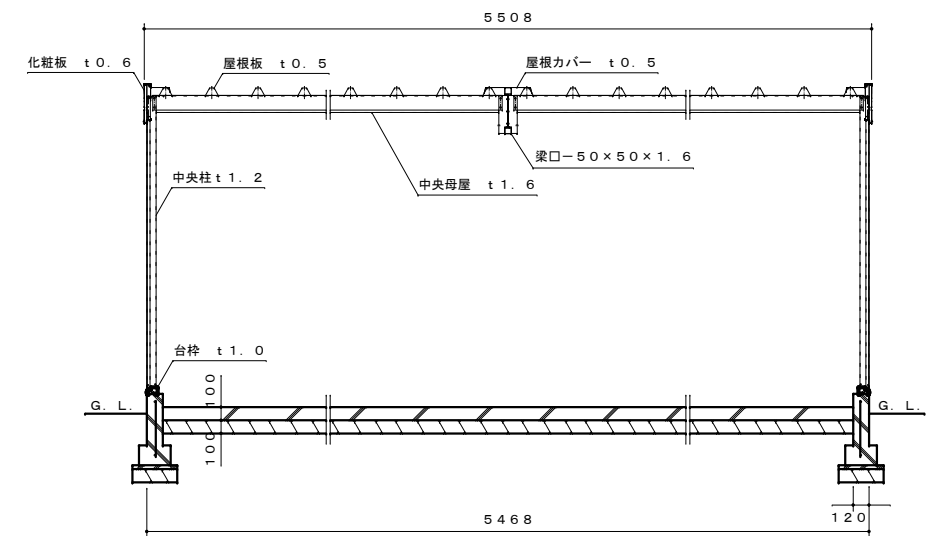 ５５０８
化粧板　ｔ０．６
屋根板　ｔ０．５
屋根カバー　ｔ０．５
梁口－５０×５０×１．６
中央柱ｔ１．２
中央母屋　ｔ１．６
台枠　ｔ１．０
１００
Ｇ．Ｌ．
Ｇ．Ｌ．
１００
１２０
５４６８